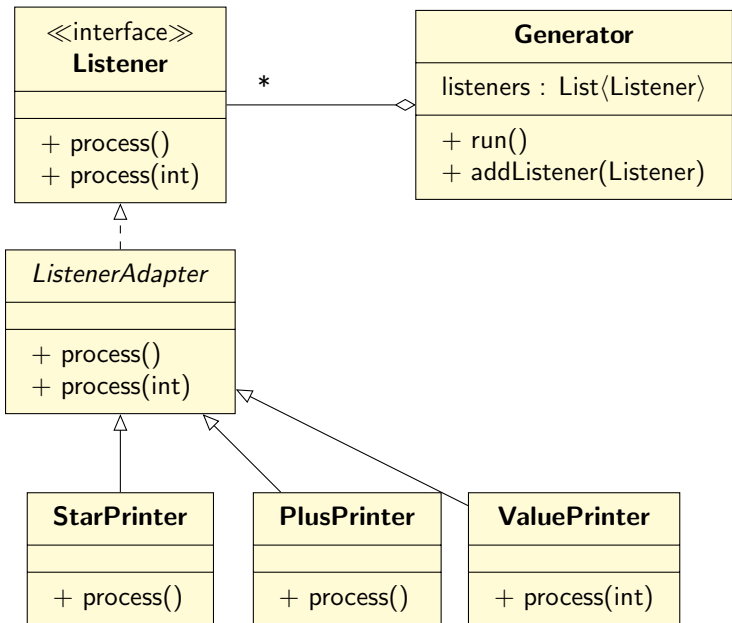 ≪interface≫
Listener
+ process()
+ process(int)
*
Generator
listeners : List⟨Listener⟩
+ run()
+ addListener(Listener)
ListenerAdapter
+ process()
+ process(int)
StarPrinter
+ process()
PlusPrinter
+ process()
ValuePrinter
+ process(int)